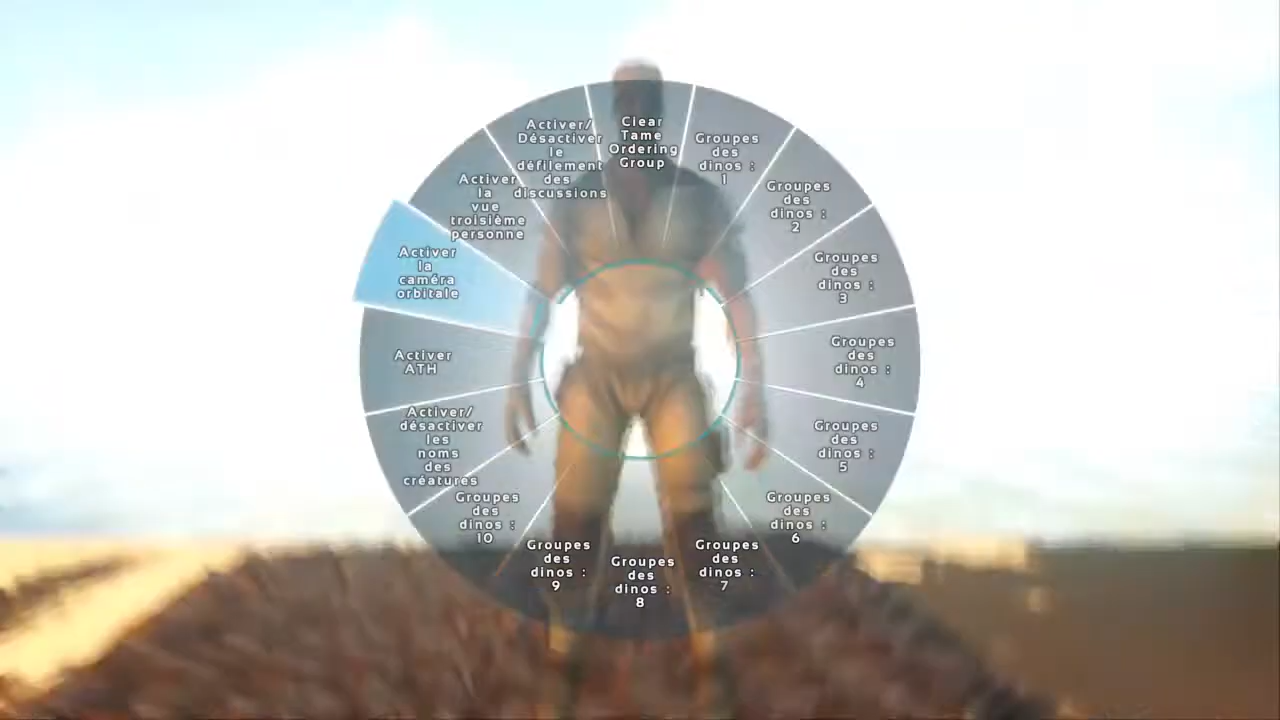 Clear
Tame
Ordering
Group
Groupes
des
dinos :
1
Groupes
des
dinos :
2
Groupes
des
dinos :
3
Groupes
des
dinos :
4
Groupes
des
dinos :
5
Groupes
des
dinos :
6
Groupes
des
dinos :
7
Groupes
des
dinos :
8
Groupes
des
dinos :
9
Groupes
des
dinos :
10
Activer/
désactiver
les
noms
des
créatures
Activer
ATH
Activer
la
caméra
orbitale
Activer
la
vue
troisième
personne
Activer/
Désactiver
le
défilement
des
discussions